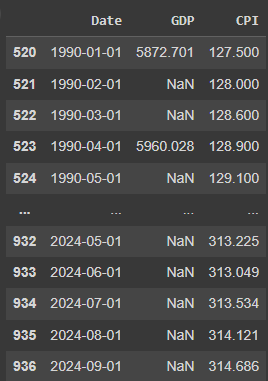 Date GDP CPI
520 1990-01-01 5872.701 127.500
521 1990-02-01 NaN 128.000
522 1990-03-01 NaN 128.600
523 1990-04-01 5960.028 128.900
524 1990-05-01 NaN 129.100
... ... ... ...
932 2024-05-01 NaN 313.225
933 2024-06-01 NaN 313.049
934 2024-07-01 NaN 313.534
935 2024-08-01 NaN 314.121
936 2024-09-01 NaN 314.686